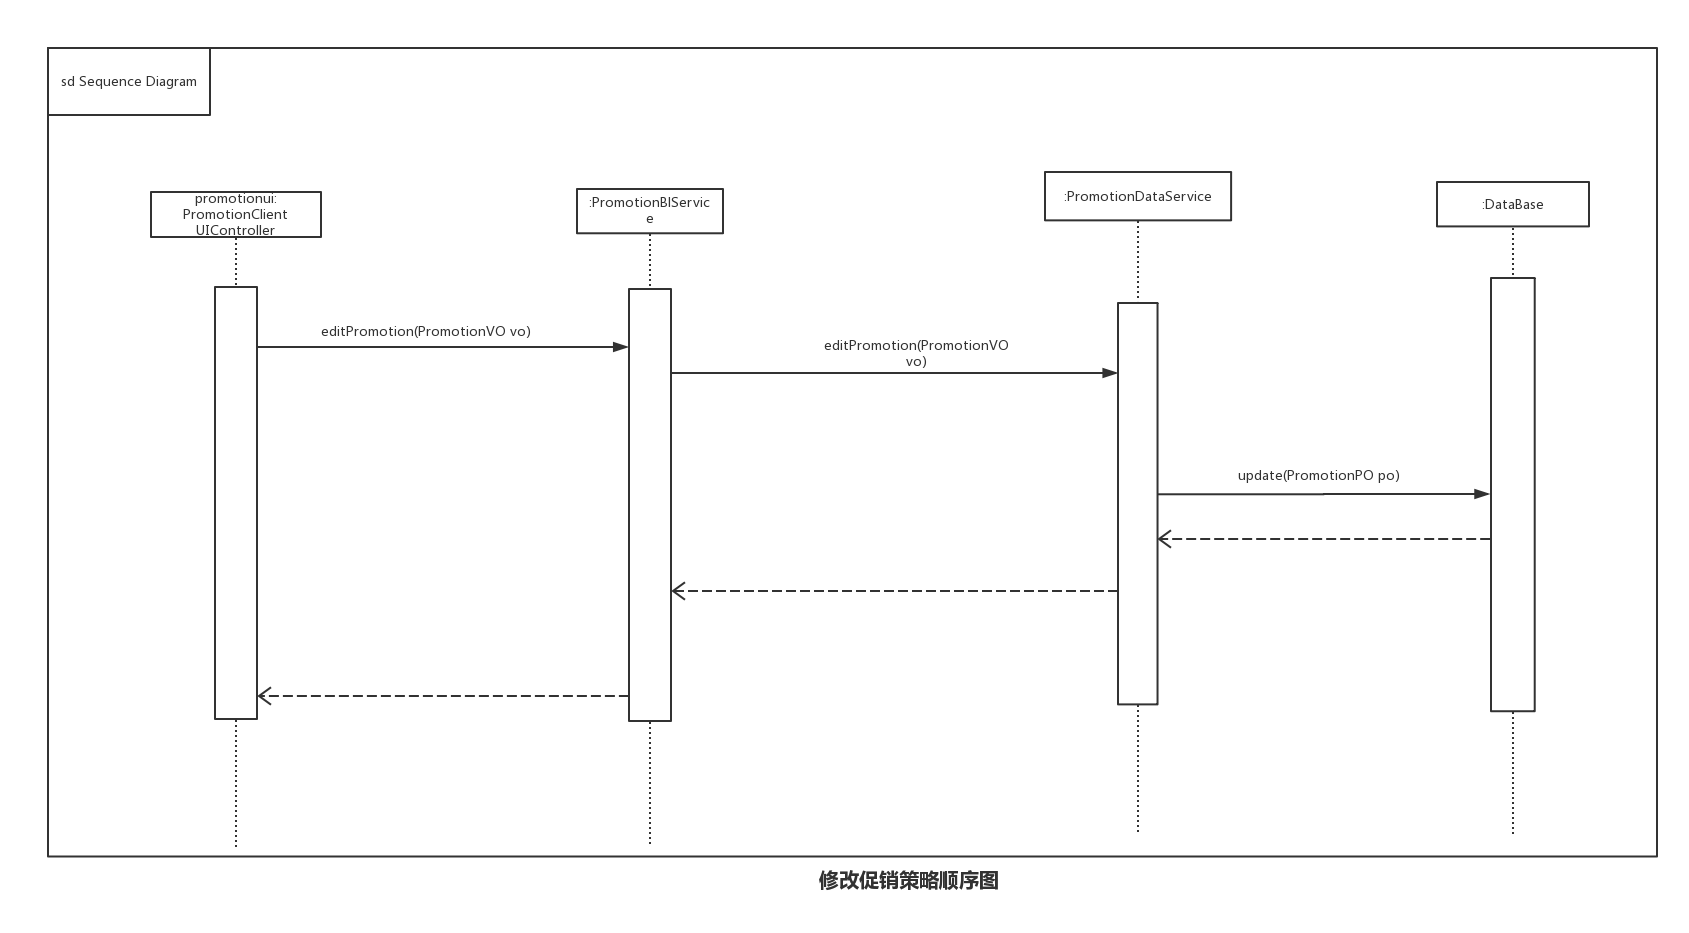 sd Sequence Diagram
promotionui:
PromotionClient
UIController
:PromotionBlServic
e
:PromotionDataService
:DataBase
editPromotion(PromotionVO vo)
editPromotion(PromotionVO
vo)
update(PromotionPO po)
修改促销策略顺序图